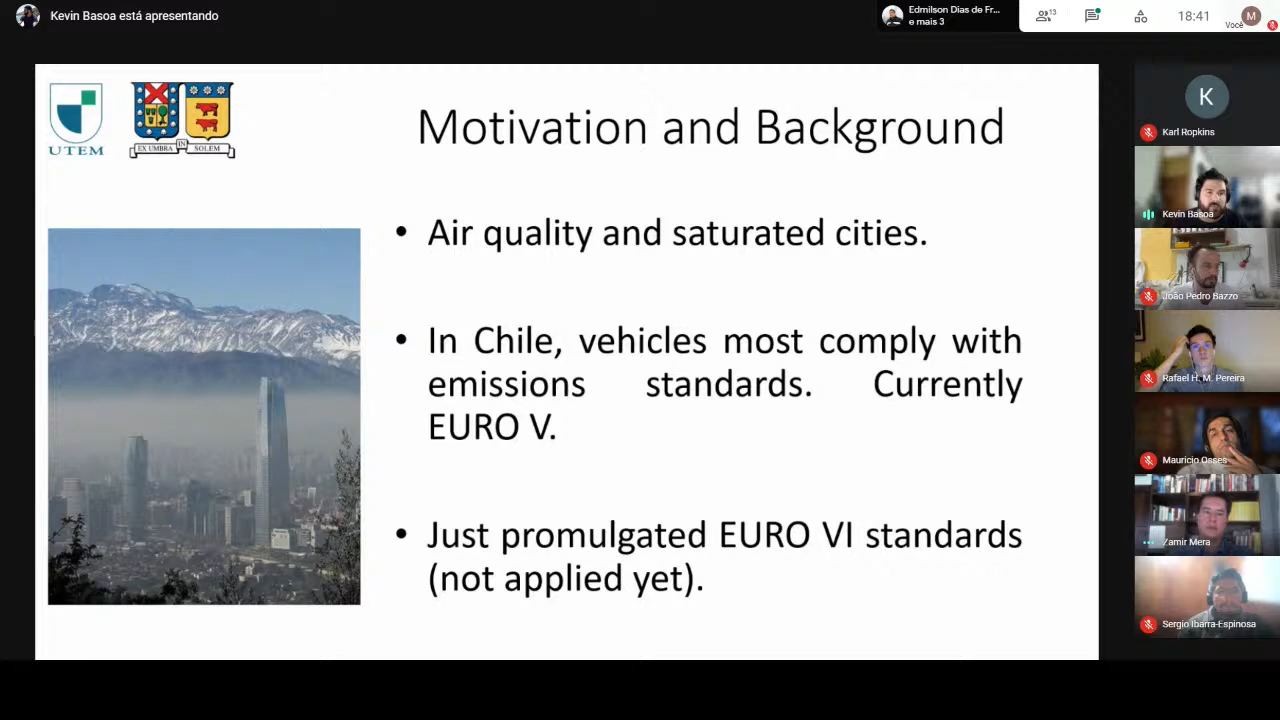 Kevin Basoa está apresentando
Edmilson Dias de Fr...
e mais 3
13
18:41
M
Você
UTEM
EX UMBRA IN SOLEM
Motivation and Background
• Air quality and saturated cities.
• In Chile, vehicles most comply with
emissions standards. Currently
EURO V.
• Just promulgated EURO VI standards
(not applied yet).
K
Karl Ropkins
Kevin Basoa
João Pedro Bazzo
Rafael H. M. Pereira
Mauricio Osses
Zamir Mera
Sergio Ibarra-Espinosa